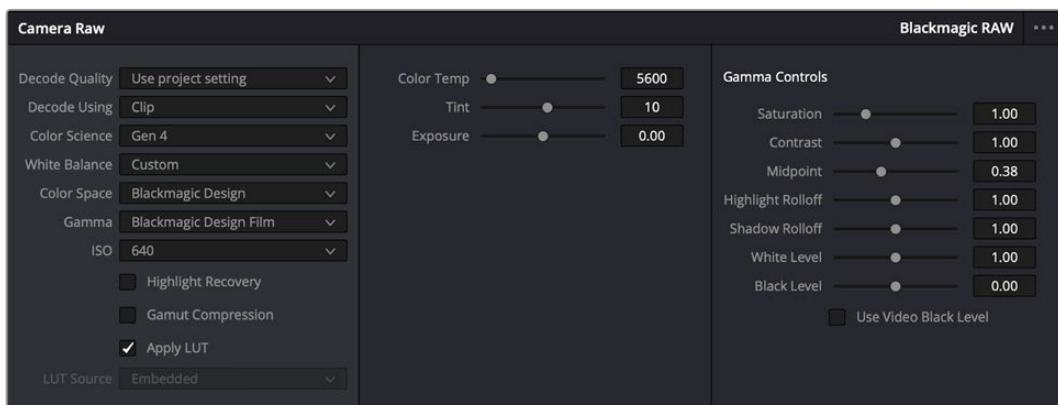 Camera Raw
Blackmagic RAW
Decode Quality Use project setting
Decode Using Clip
Color Science Gen 4
White Balance Custom
Color Space Blackmagic Design
Gamma Blackmagic Design Film
ISO 640
Highlight Recovery
Gamut Compression
Apply LUT
LUT Source Embedded
Color Temp 5600
Tint 10
Exposure 0.00
Gamma Controls
Saturation 1.00
Contrast 1.00
Midpoint 0.38
Highlight Rolloff 1.00
Shadow Rolloff 1.00
White Level 1.00
Black Level 0.00
Use Video Black Level